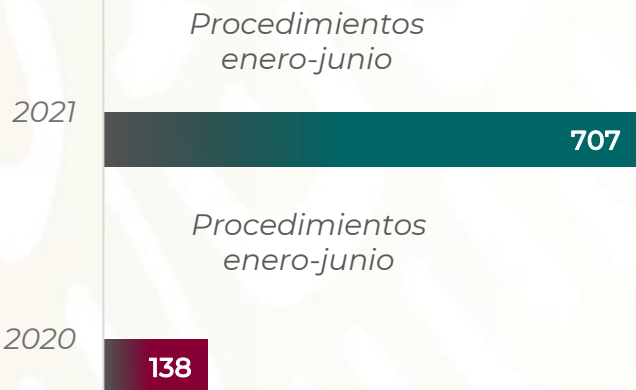 Procedimientos
enero-junio
2021
707
Procedimientos
enero-junio
2020
138